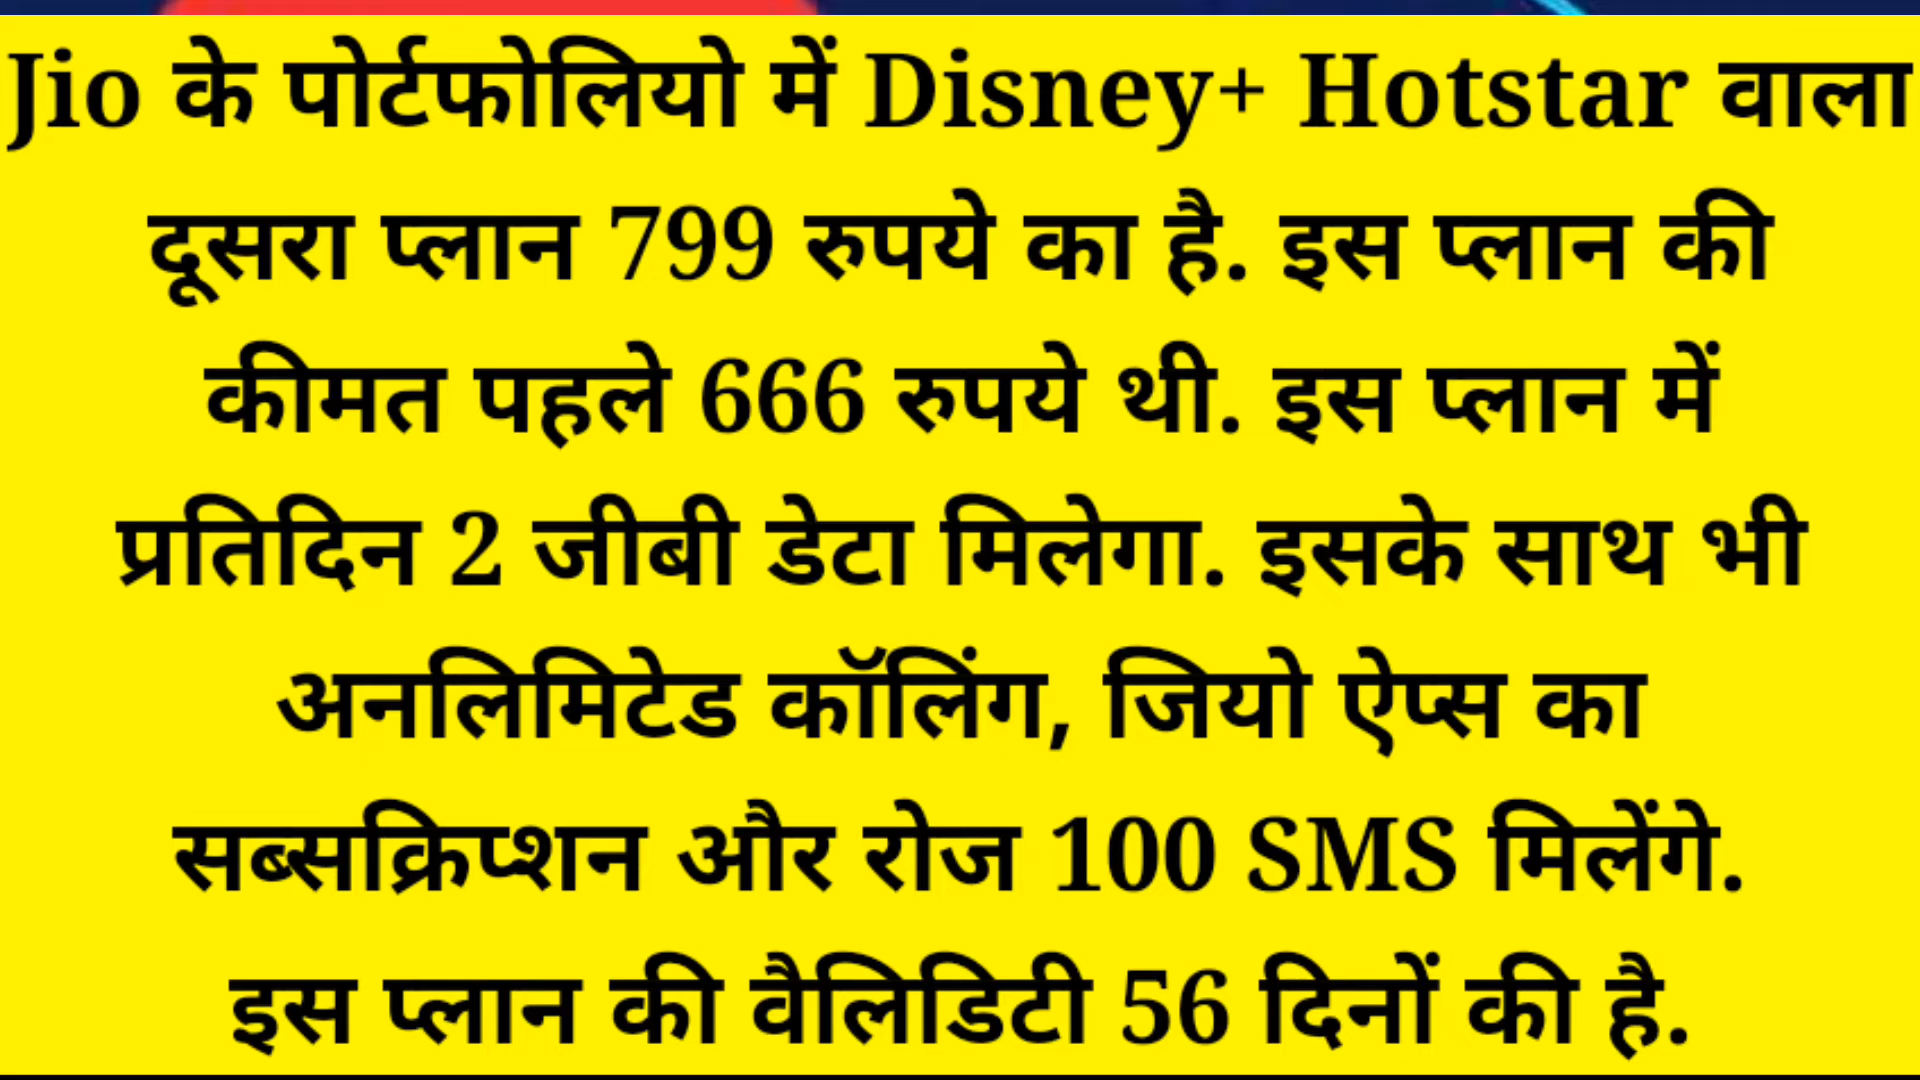 Jio के पोर्टफोलियो में Disney+ Hotstar वाला
दूसरा प्लान 799 रुपये का है. इस प्लान की
कीमत पहले 666 रुपये थी. इस प्लान में
प्रतिदिन 2 जीबी डेटा मिलेगा. इसके साथ भी
अनलिमिटेड कॉलिंग, जियो ऐप्स का
सब्सक्रिप्शन और रोज 100 SMS मिलेंगे.
इस प्लान की वैलिडिटी 56 दिनों की है.